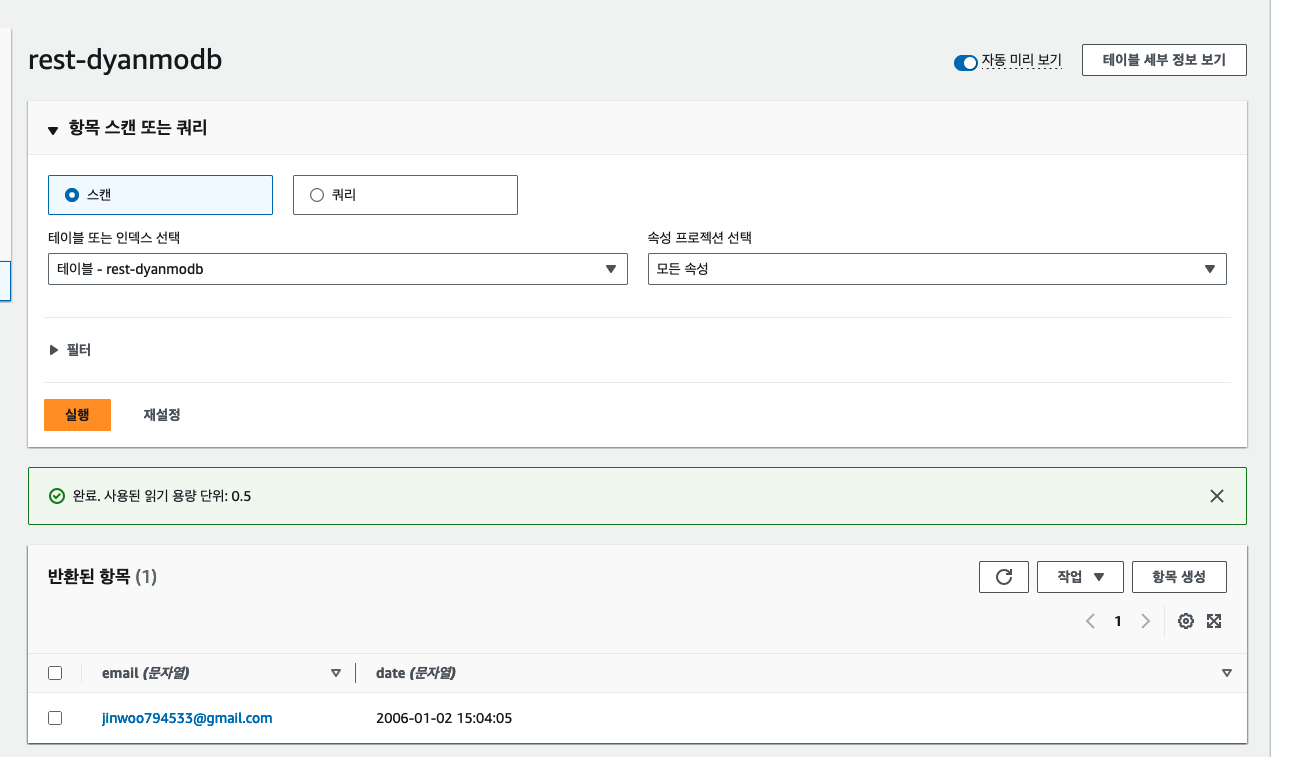 rest-dyanmodb
자동 미리 보기
테이블 세부 정보 보기
항목 스캔 또는 쿼리
스캔
쿼리
테이블 또는 인덱스 선택
속성 프로젝션 선택
테이블 - rest-dyanmodb
모든 속성
필터
실행
재설정
완료. 사용된 읽기 용량 단위: 0.5
반환된 항목 (1)
작업
항목 생성
1
email (문자열)
date (문자열)
jinwoo794533@gmail.com
2006-01-02 15:04:05